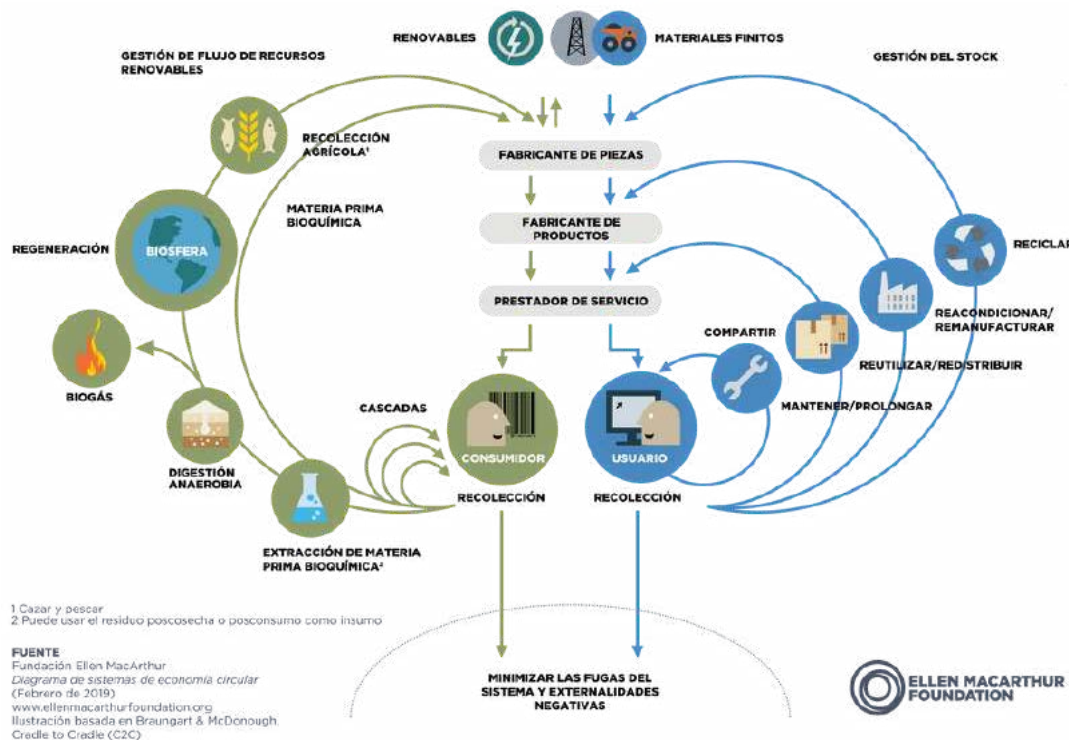 RENOVABLES
MATERIALES FINITOS
GESTIÓN DE FLUJO DE RECURSOS
RENOVABLES
GESTIÓN DEL STOCK
RECOLECCIÓN
AGRÍCOLA¹
FABRICANTE DE PIEZAS
MATERIA PRIMA
BIOQUÍMICA
FABRICANTE DE
PRODUCTOS
REGENERACIÓN
BIOSFERA
RECICLAR
PRESTADOR DE SERVICIO
REACONDICIONAR/
REMANUFACTURAR
COMPARTIR
REUTILIZAR/REDISTRIBUIR
BIOGÁS
MANTENER/PROLONGAR
CASCADAS
CONSUMIDOR
USUARIO
DIGESTIÓN
ANAEROBIA
RECOLECCIÓN
RECOLECCIÓN
EXTRACCIÓN DE MATERIA
PRIMA BIOQUÍMICA²
1 Cazar y pescar
2 Puede usar el residuo poscosecha o posconsumo como insumo
FUENTE
Fundación Ellen MacArthur
Diagrama de sistemas de economía circular
(Febrero de 2019)
www.ellenmacarthurfoundation.org
Ilustración basada en Braungart & McDonough,
Cradle to Cradle (C2C)
MINIMIZAR LAS FUGAS DEL
SISTEMA Y EXTERNALIDADES
NEGATIVAS
ELLEN MACARTHUR
FOUNDATION